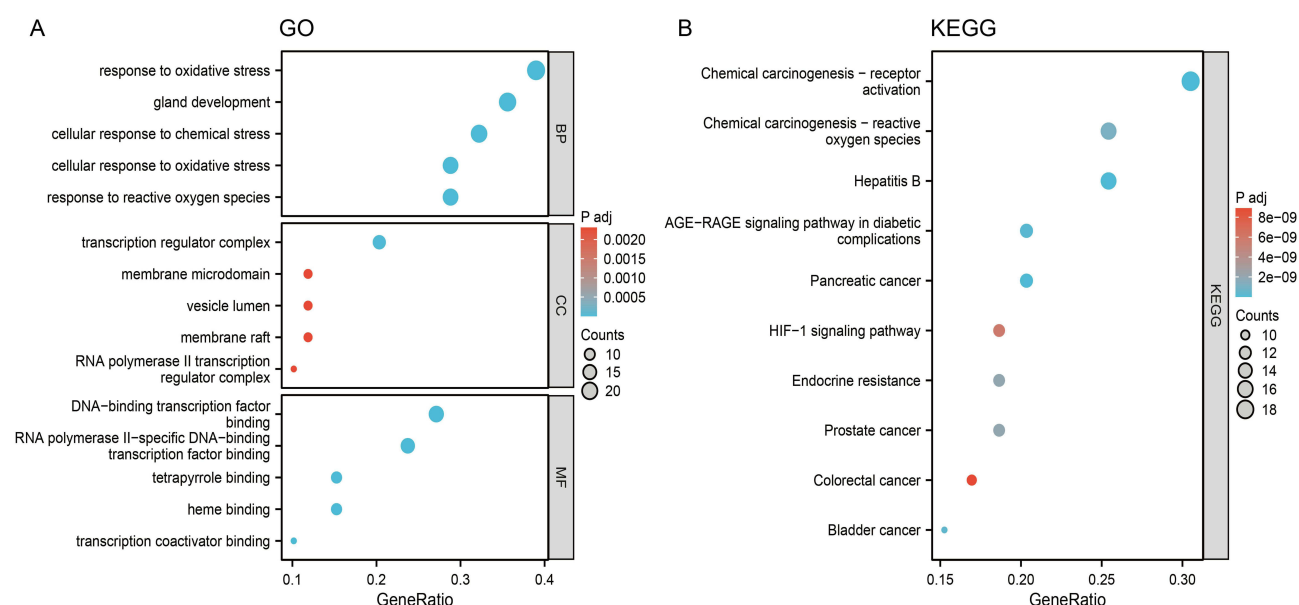 A
GO
response to oxidative stress
gland development
cellular response to chemical stress
cellular response to oxidative stress
response to reactive oxygen species
BP
transcription regulator complex
membrane microdomain
vesicle lumen
membrane raft
RNA polymerase II transcription
regulator complex
CC
DNA−binding transcription factor
binding
RNA polymerase II−specific DNA−binding
transcription factor binding
tetrapyrrole binding
heme binding
transcription coactivator binding
MF
0.1 0.2 0.3 0.4
GeneRatio
P adj
0.0020
0.0015
0.0010
0.0005
Counts
10
15
20
B
KEGG
Chemical carcinogenesis − receptor
activation
Chemical carcinogenesis − reactive
oxygen species
Hepatitis B
AGE−RAGE signaling pathway in diabetic
complications
Pancreatic cancer
HIF−1 signaling pathway
Endocrine resistance
Prostate cancer
Colorectal cancer
Bladder cancer
KEGG
0.15 0.20 0.25 0.30
GeneRatio
P adj
8e−09
6e−09
4e−09
2e−09
Counts
10
12
14
16
18